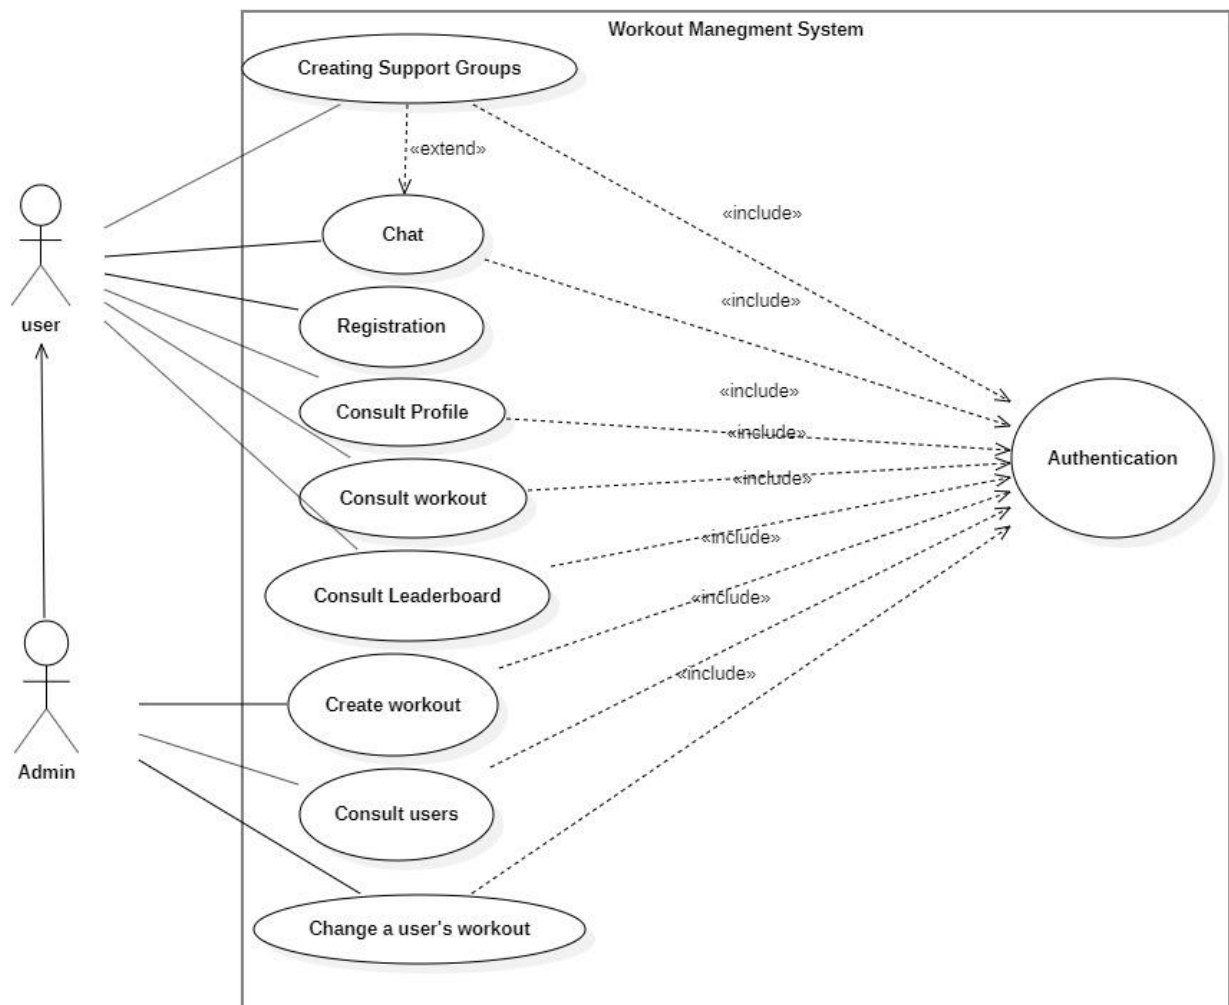 Workout Managment System
Creating Support Groups
«extend»
«include»
Chat
«include»
user
Registration
«include»
Consult Profile
«include»
Authentication
Consult workout
«include»
«include»
Consult Leaderboard
«include»
Create workout
«include»
Admin
Consult users
Change a user's workout